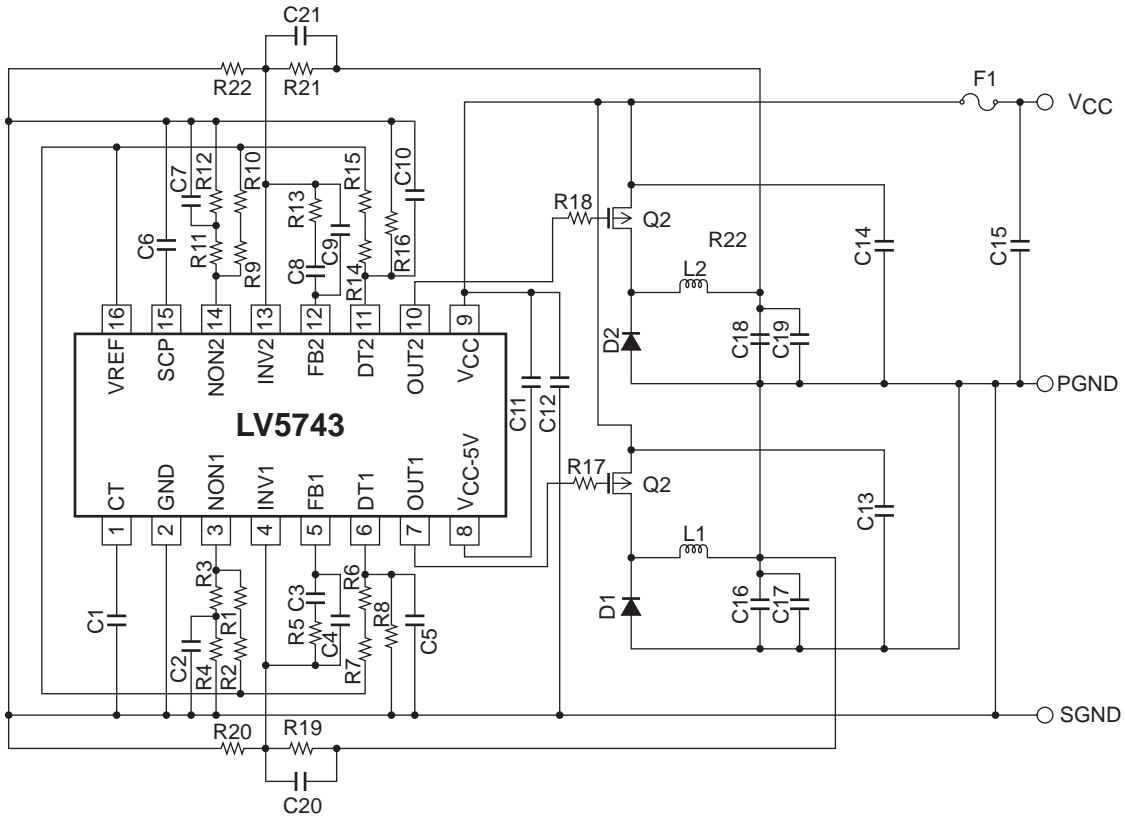 C21
R22
R21
F1
VCC
C7
R12
R10
R15
C10
C6
R11
R9
R13
C8
C9
R14
R16
R18
Q2
R22
C14
C15
L2
16
15
14
13
12
11
10
9
VREF
SCP
NON2
INV2
FB2
DT2
OUT2
VCC
D2
C18
C19
C11
C12
PGND
LV5743
CT
GND
NON1
INV1
FB1
DT1
OUT1
VCC-5V
1
2
3
4
5
6
7
8
R17
Q2
C13
L1
C1
R3
R1
C2
R4
R2
C3
R5
C4
R6
R7
R8
C5
D1
C16
C17
SGND
R20
R19
C20